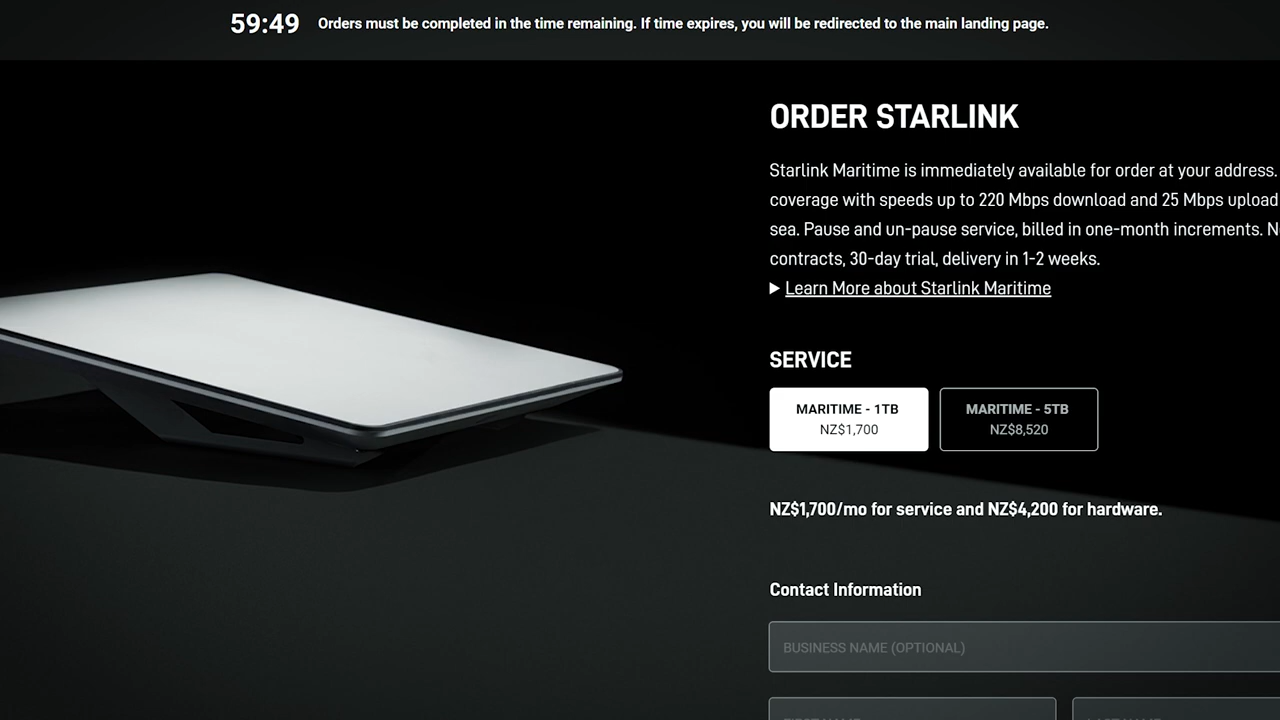 59:49 Orders must be completed in the time remaining. If time expires, you will be redirected to the main landing page.
ORDER STARLINK
Starlink Maritime is immediately available for order at your address.
coverage with speeds up to 220 Mbps download and 25 Mbps upload
sea. Pause and un-pause service, billed in one-month increments.
contracts, 30-day trial, delivery in 1-2 weeks.
▶ Learn More about Starlink Maritime
SERVICE
MARITIME - 1TB MARITIME - 5TB
NZ$1,700 NZ$8,520
NZ$1,700/mo for service and NZ$4,200 for hardware.
Contact Information
BUSINESS NAME (OPTIONAL)